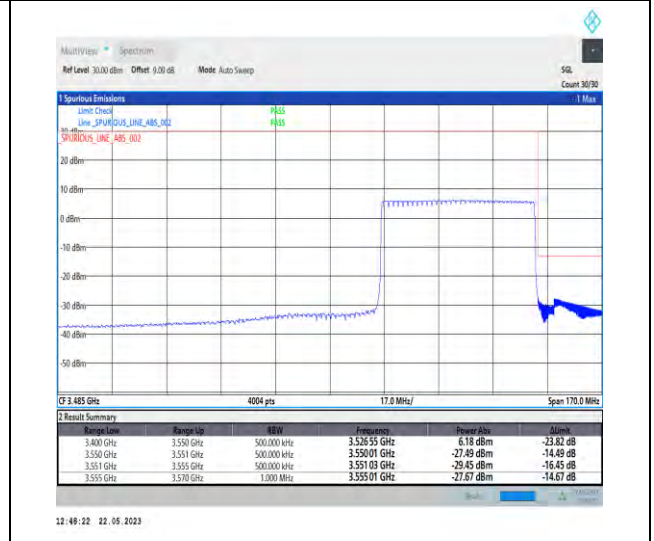 MultiView Spectrum
Ref Level 30.00 dBm Offset 9.00 dB Mode Auto Sweep SGL
Count 30/30
1 Spurious Emissions 1 Max
Limit Check PASS
Line _SPURIOUS_LINE_ABS_002 PASS
30 dBm
_SPURIOUS_LINE_ABS_002
20 dBm
10 dBm
0 dBm
-10 dBm
-20 dBm
-30 dBm
-40 dBm
-50 dBm
CF 3.485 GHz 4004 pts 17.0 MHz/ Span 170.0 MHz
2 Result Summary
Range Low Range Up RBW Frequency Power Abs ΔLimit
3.400 GHz 3.550 GHz 500.000 kHz 3.52655 GHz 6.18 dBm -23.82 dB
3.550 GHz 3.551 GHz 500.000 kHz 3.55001 GHz -27.49 dBm -14.49 dB
3.551 GHz 3.555 GHz 500.000 kHz 3.55103 GHz -29.45 dBm -16.45 dB
3.555 GHz 3.570 GHz 1.000 MHz 3.55501 GHz -27.67 dBm -14.67 dB
12:48:22 22.05.2023